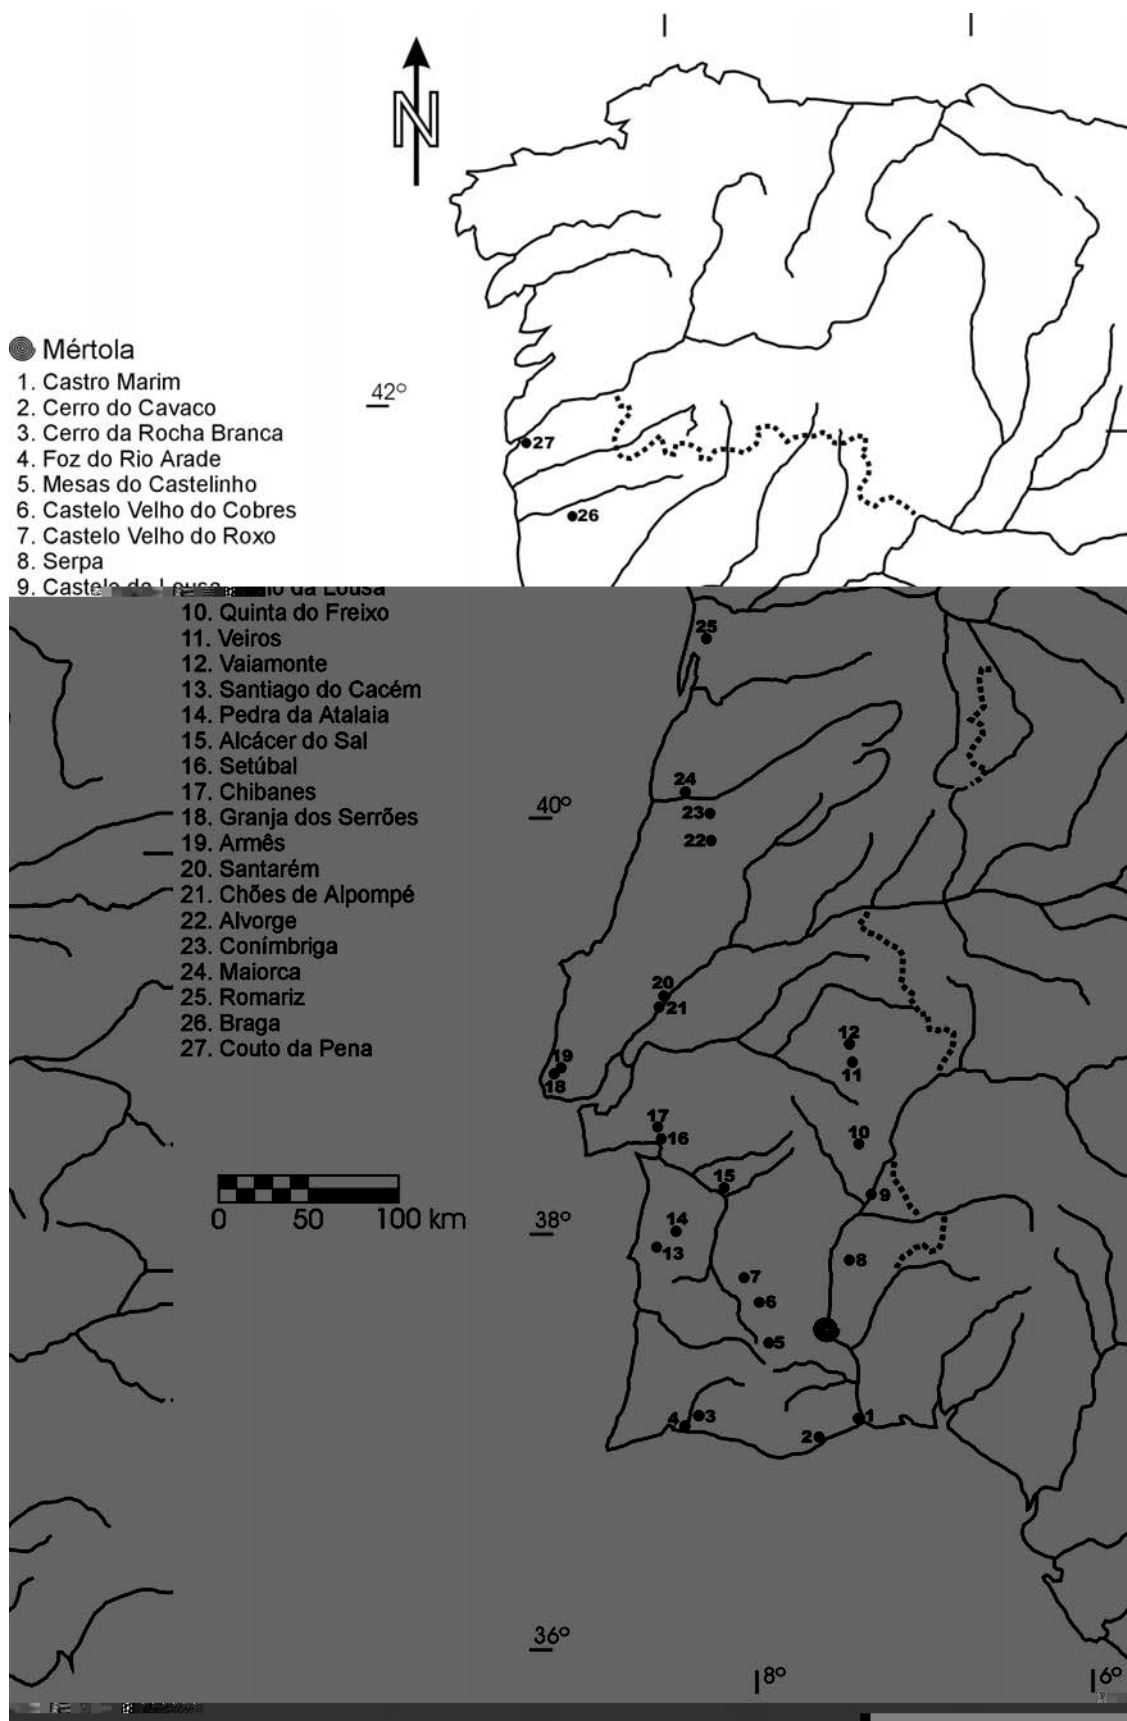 N
Mértola
1. Castro Marim
2. Cerro do Cavaco
3. Cerro da Rocha Branca
4. Foz do Rio Arade
5. Mesas do Castelinho
6. Castelo Velho do Cobres
7. Castelo Velho do Roxo
8. Serpa
9. Castelo da Lousa
10. Quinta do Freixo
11. Veiros
12. Vaiamonte
13. Santiago do Cacém
14. Pedra da Atalaia
15. Alcácer do Sal
16. Setúbal
17. Chibanes
18. Granja dos Serrões
19. Armês
20. Santarém
21. Chões de Alpompé
22. Alvorge
23. Conímbriga
24. Maiorca
25. Romariz
26. Braga
27. Couto da Pena
0 50 100 km
42°
27
26
25
24
40°
23
22
20
21
12
19
11
18
17
16
10
15
9
38°
14
13
8
7
6
5
4 3
1
2
36°
8°
6°